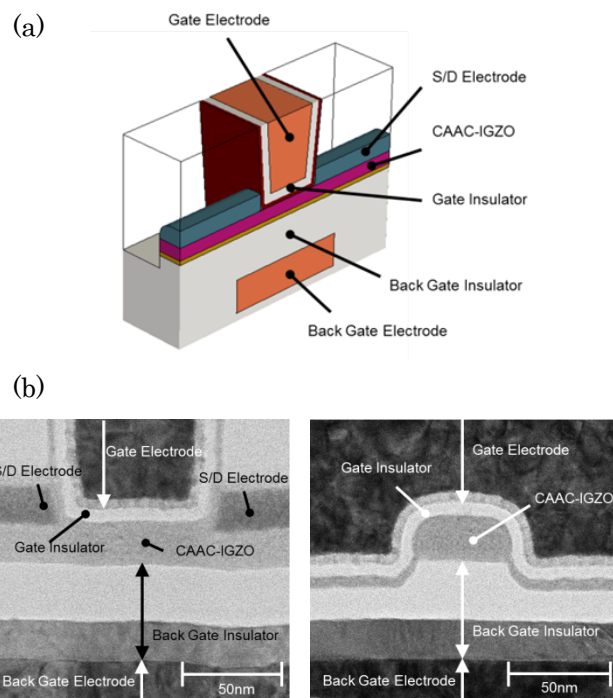 (a)
Gate Electrode
S/D Electrode
CAAC-IGZO
Gate Insulator
Back Gate Insulator
Back Gate Electrode
(b)
Gate Electrode
S/D Electrode
S/D Electrode
Gate Insulator
CAAC-IGZO
Back Gate Insulator
Back Gate Electrode
50nm
Gate Electrode
Gate Insulator
CAAC-IGZO
Back Gate Insulator
Back Gate Electrode
50nm